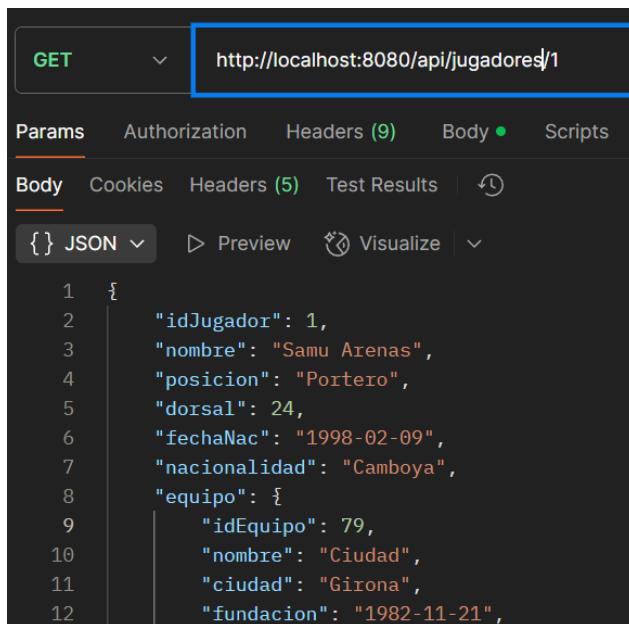 GET http://localhost:8080/api/jugadores/1
Params Authorization Headers (9) Body Scripts
Body Cookies Headers (5) Test Results
{} JSON Preview Visualize
1 {
2 "idJugador": 1,
3 "nombre": "Samu Arenas",
4 "posicion": "Portero",
5 "dorsal": 24,
6 "fechaNac": "1998-02-09",
7 "nacionalidad": "Camboya",
8 "equipo": {
9 "idEquipo": 79,
10 "nombre": "Ciudad",
11 "ciudad": "Girona",
12 "fundacion": "1982-11-21",